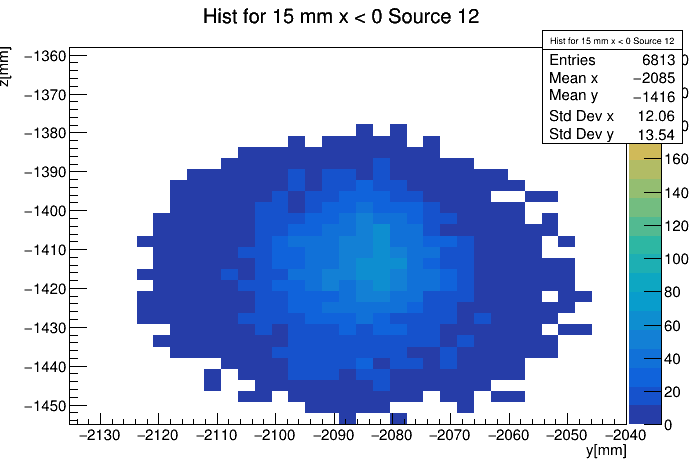 Hist for 15 mm x < 0 Source 12
z[mm]
Hist for 15 mm x < 0 Source 12
Entries 6813
Mean x −2085
Mean y −1416
Std Dev x 12.06
Std Dev y 13.54
−1360
−1370
−1380
−1390
−1400
−1410
−1420
−1430
−1440
−1450
0
0
0
160
140
120
100
80
60
40
20
0
−2130 −2120 −2110 −2100 −2090 −2080 −2070 −2060 −2050 −2040
y[mm]